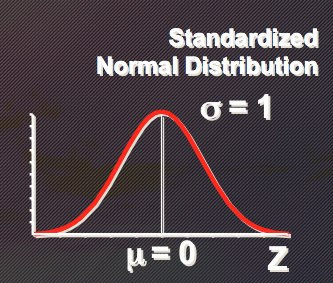 Standardized
Normal Distribution
σ = 1
μ = 0
Z